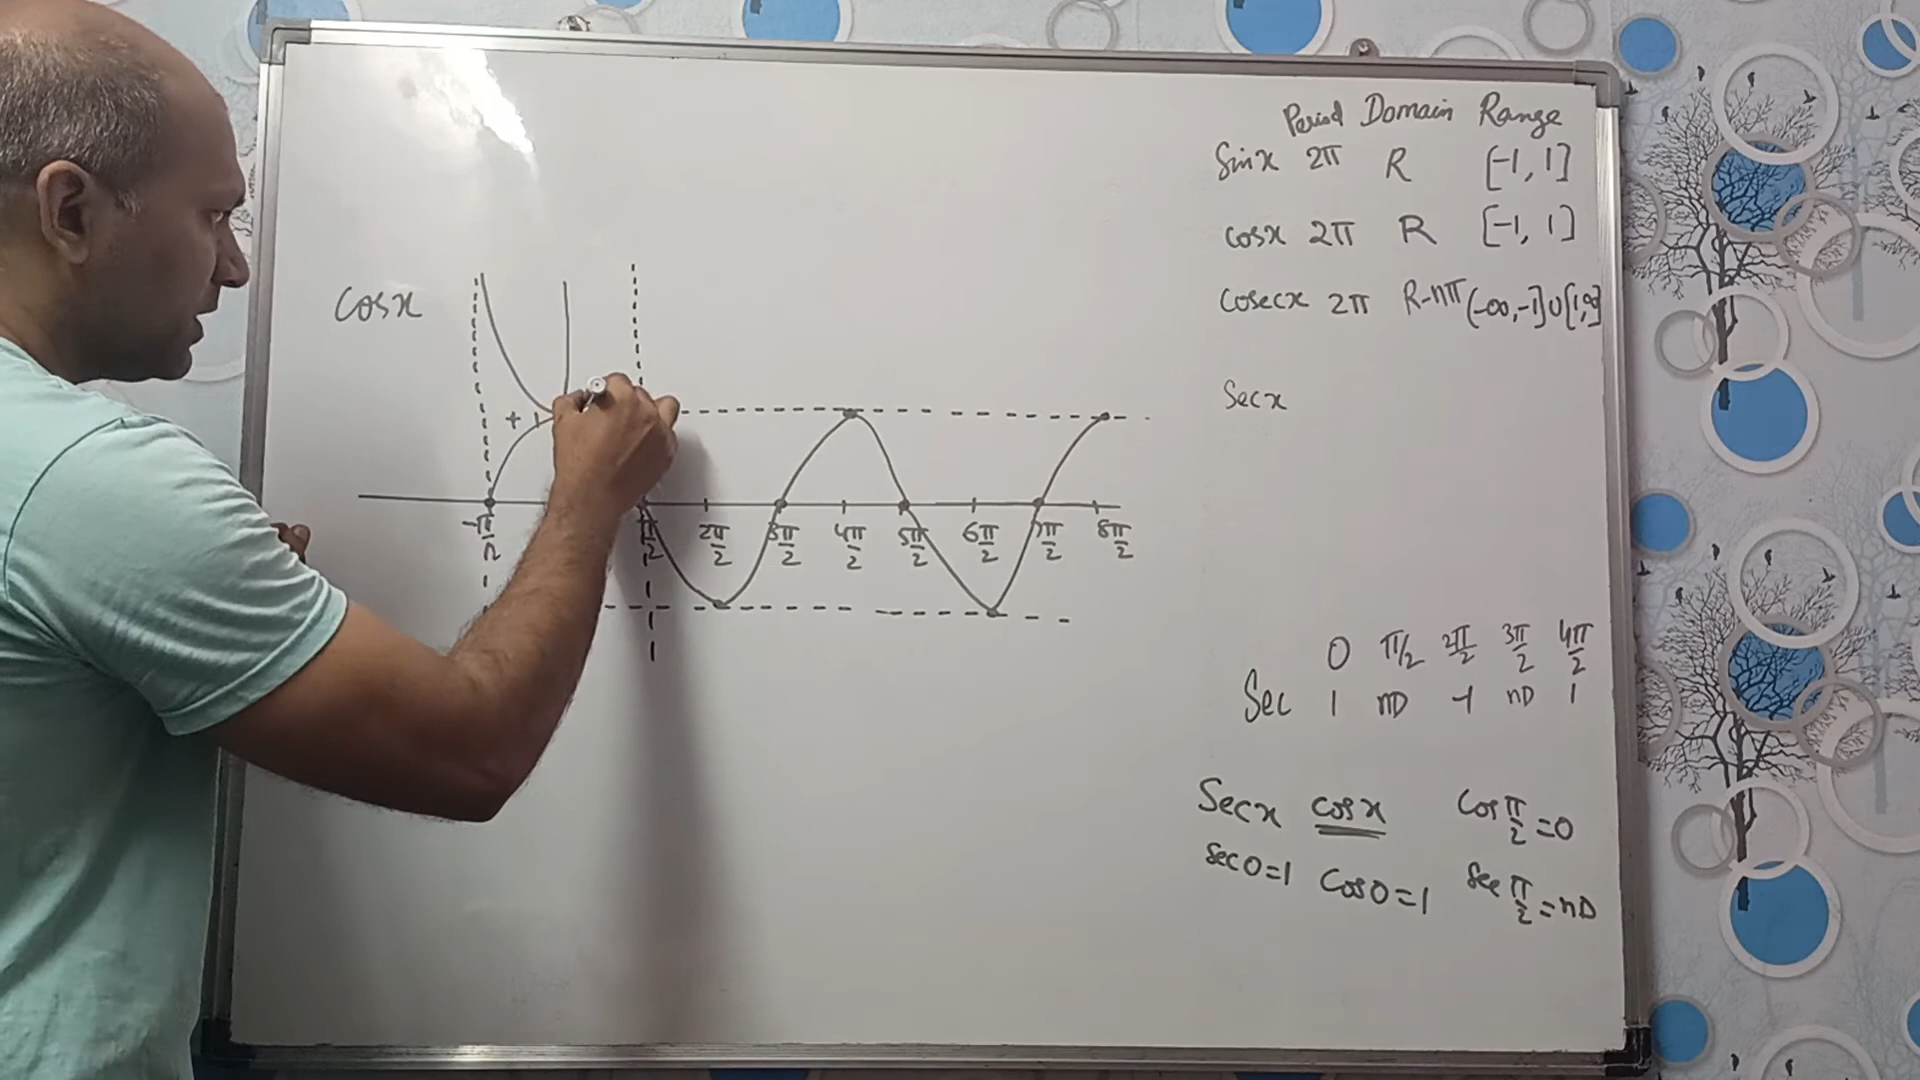 Period Domain Range
Sinx 2π R [-1, 1]
cosx 2π R [-1, 1]
cosecx 2π R-nπ (-∞,-1]∪[1,∞]
Secx
cosx
+ 1
-π/2 π/2 2π/2 3π/2 4π/2 5π/2 6π/2 7π/2 8π/2
0 π/2 2π/2 3π/2 4π/2
Sec 1 nD -1 nD 1
Secx cosx cos π/2 =0
sec0=1 cos0=1 sec π/2 =nD